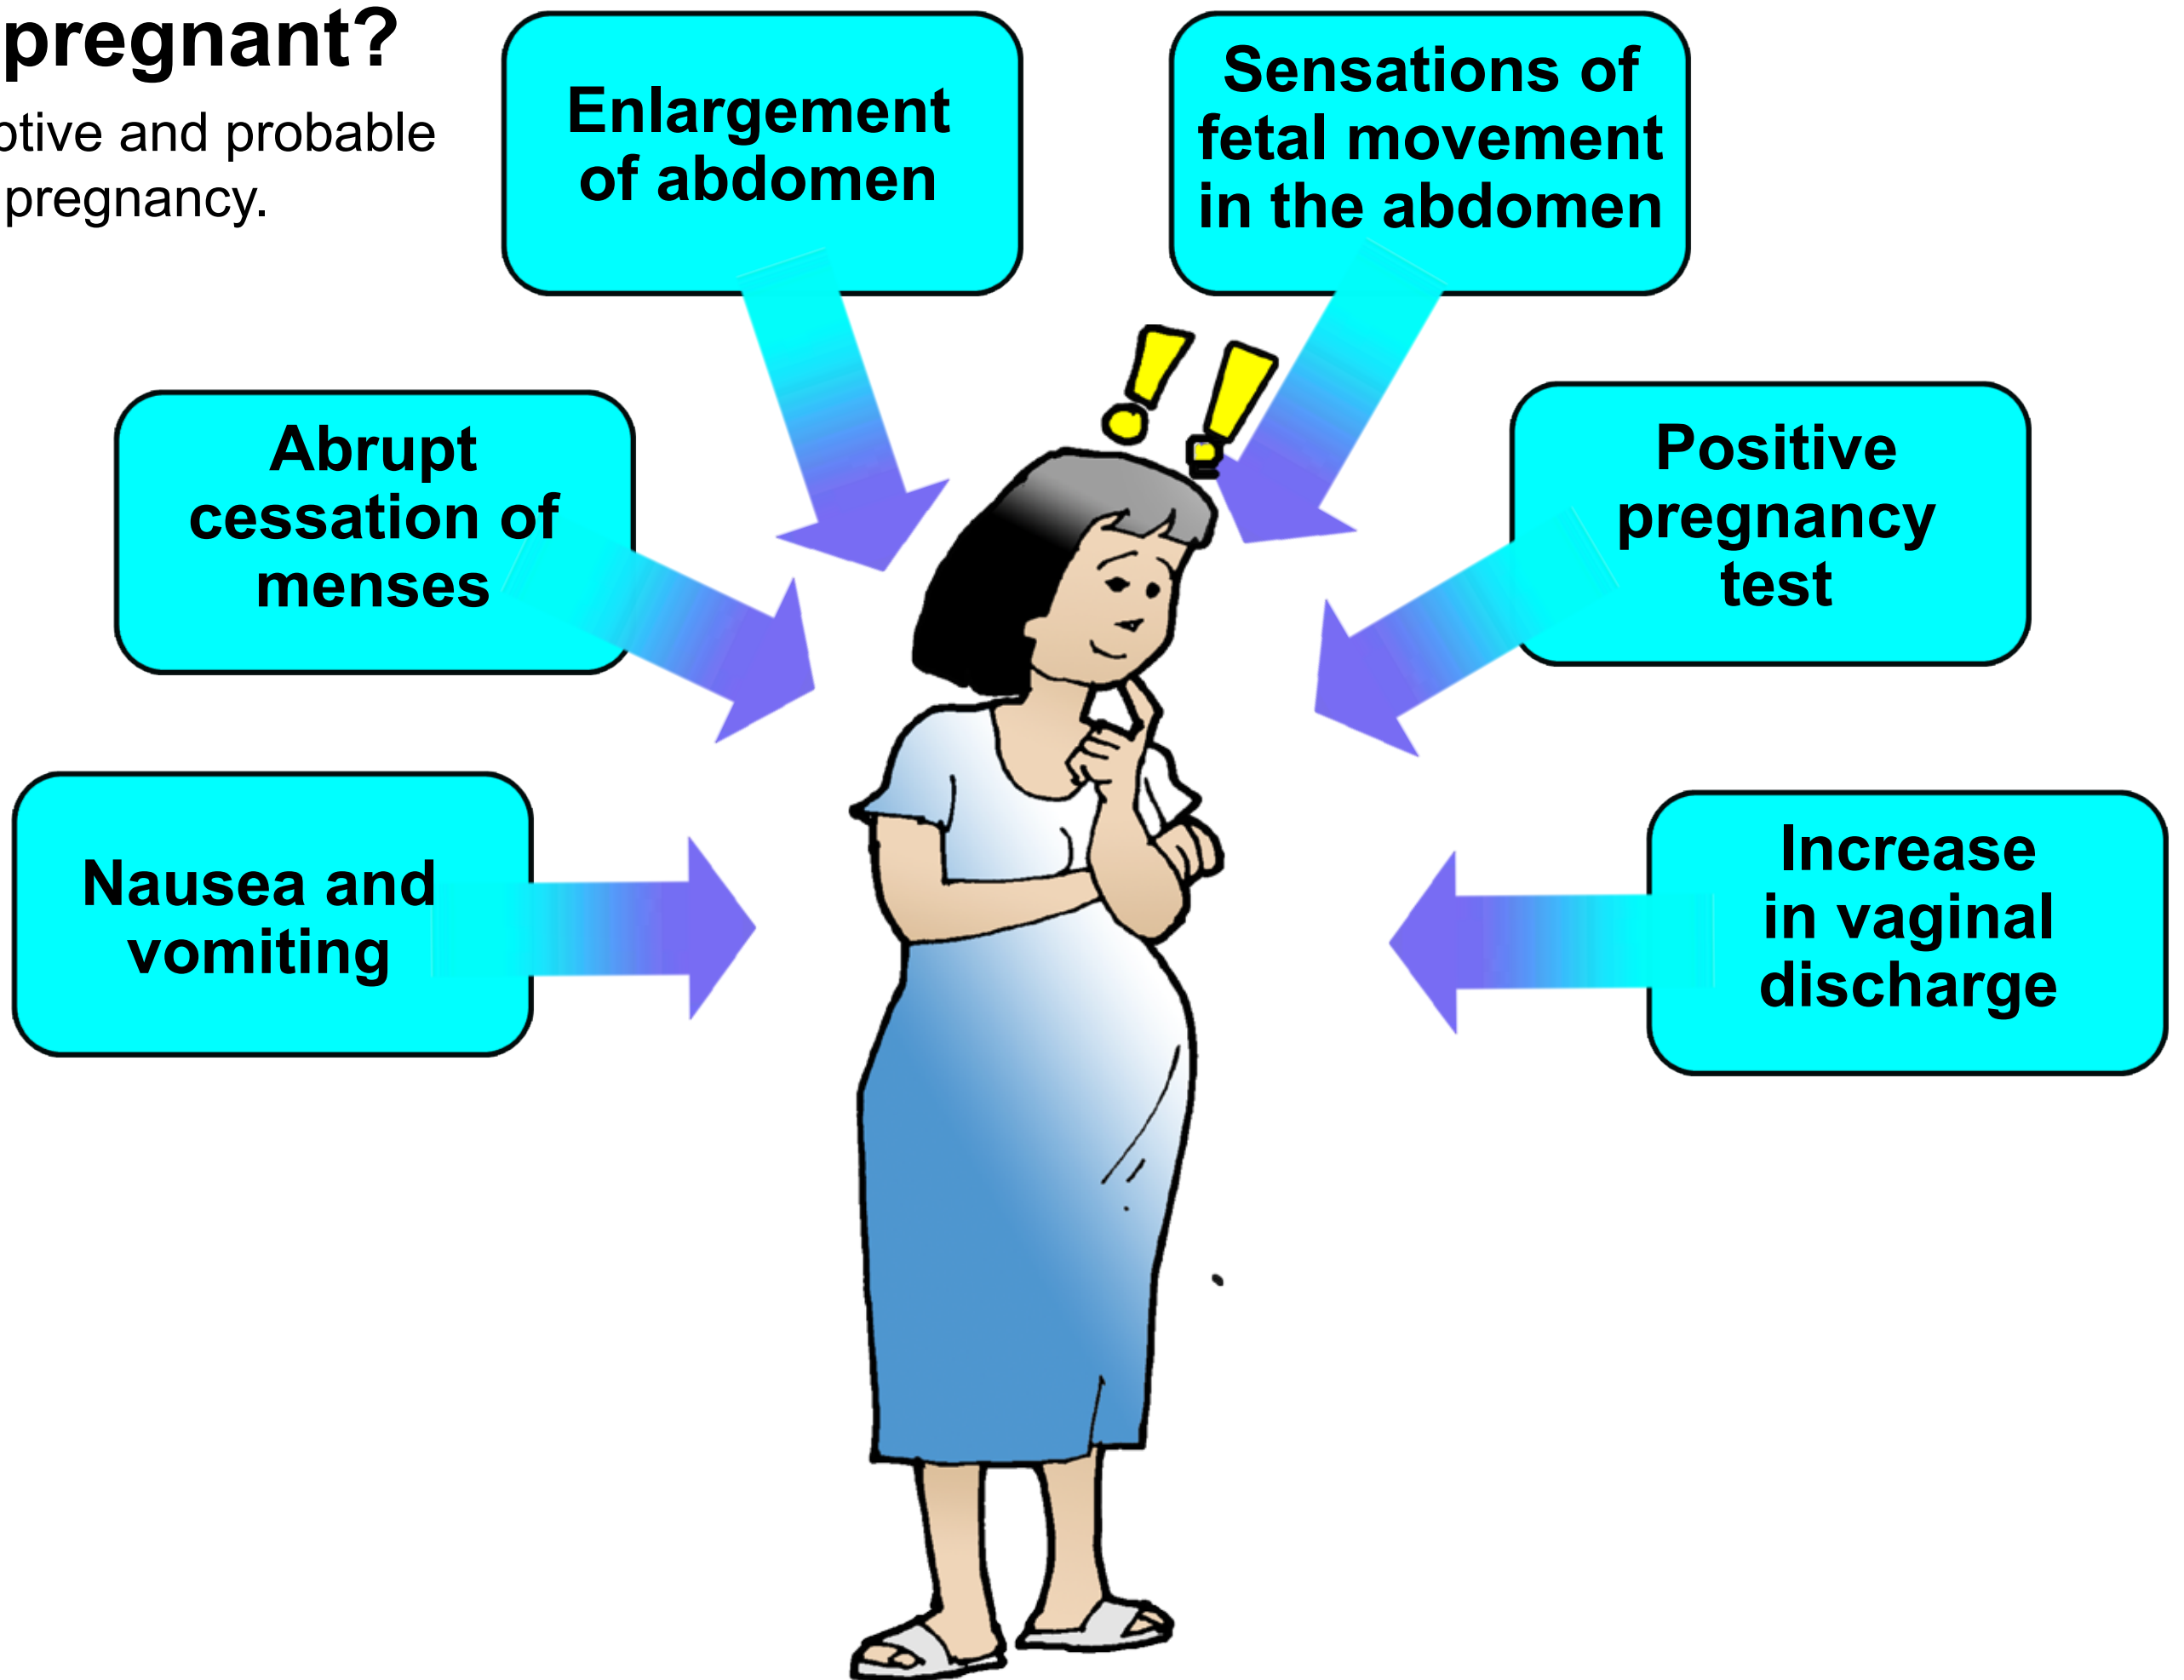 pregnant?
ptive and probable
pregnancy.
Enlargement
of abdomen
Sensations of
fetal movement
in the abdomen
Abrupt
cessation of
menses
Positive
pregnancy
test
Nausea and
vomiting
Increase
in vaginal
discharge